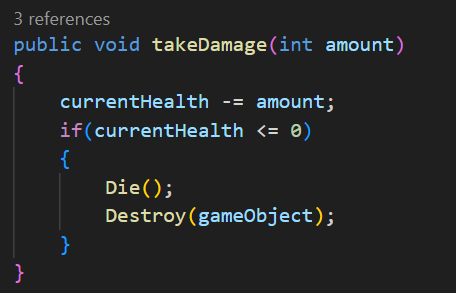 3 references
public void takeDamage(int amount)
{
    currentHealth -= amount;
    if(currentHealth <= 0)
    {
        Die();
        Destroy(gameObject);
    }
}